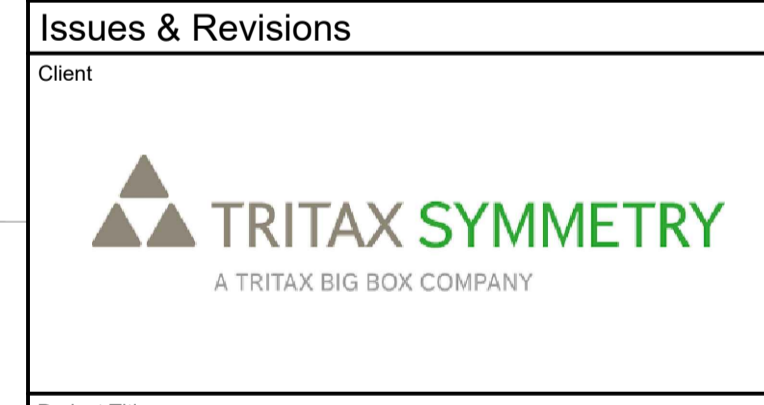 Issues & Revisions
Client
TRITAX SYMMETRY
A TRITAX BIG BOX COMPANY